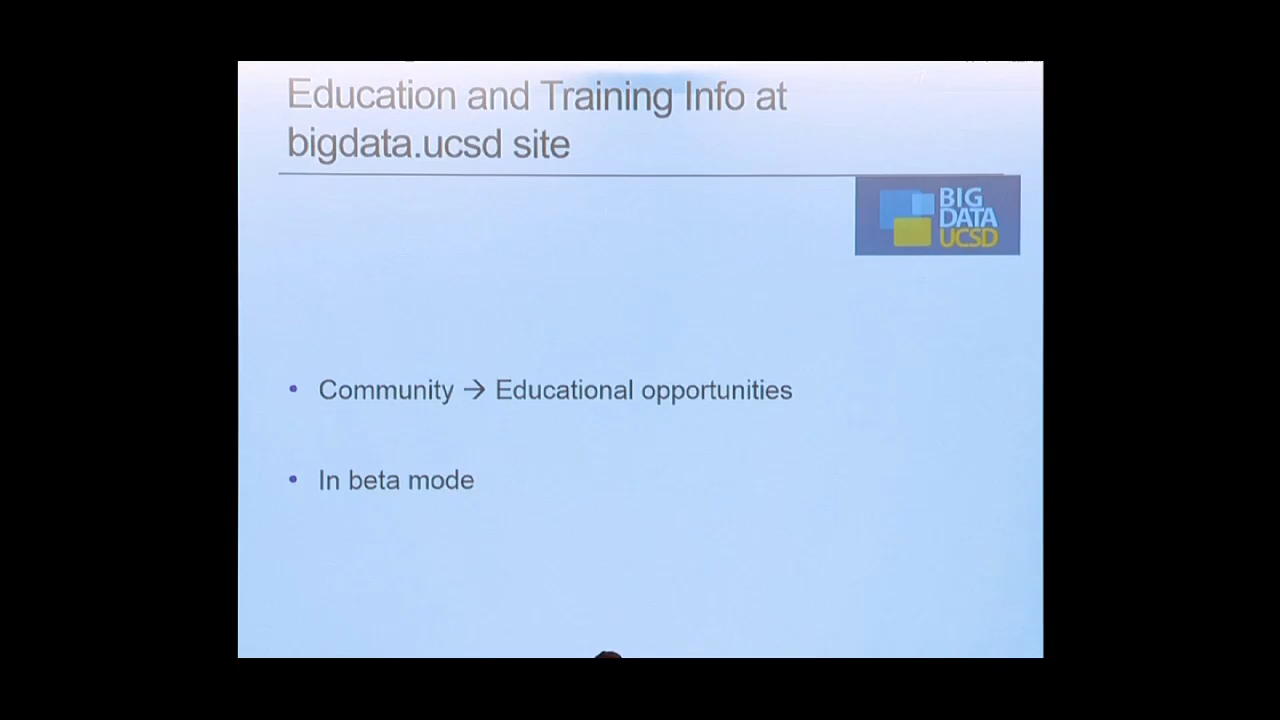 Education and Training Info at
bigdata.ucsd site
BIG
DATA
UCSD
• Community → Educational opportunities
• In beta mode